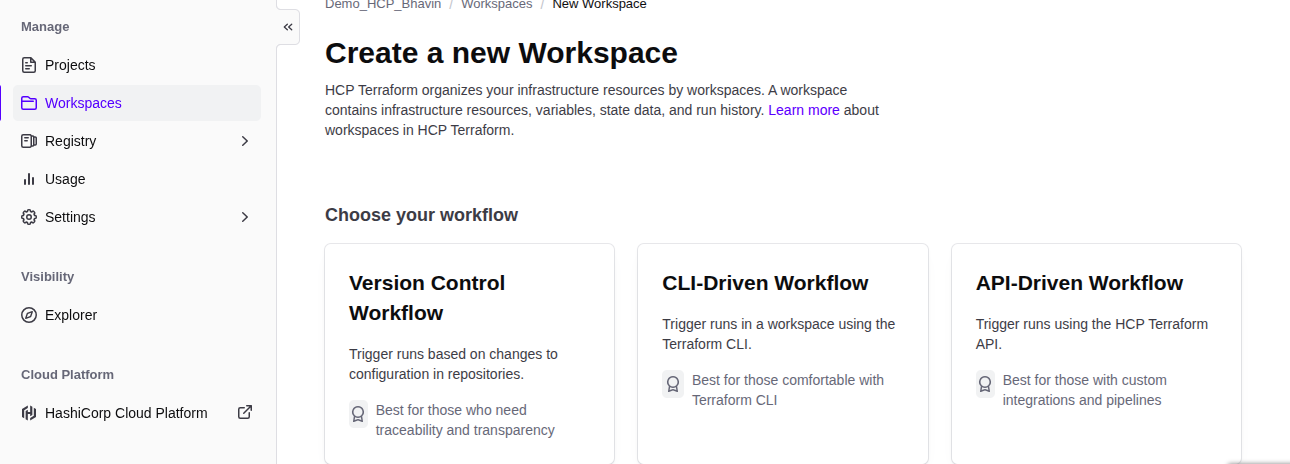 Manage
Projects
Workspaces
Registry
Usage
Settings
Visibility
Explorer
Cloud Platform
HashiCorp Cloud Platform
Demo_HCP_Bhavin / Workspaces / New Workspace
Create a new Workspace
HCP Terraform organizes your infrastructure resources by workspaces. A workspace
contains infrastructure resources, variables, state data, and run history. Learn more about
workspaces in HCP Terraform.
Choose your workflow
Version Control
Workflow
Trigger runs based on changes to
configuration in repositories.
Best for those who need
traceability and transparency
CLI-Driven Workflow
Trigger runs in a workspace using the
Terraform CLI.
Best for those comfortable with
Terraform CLI
API-Driven Workflow
Trigger runs using the HCP Terraform
API.
Best for those with custom
integrations and pipelines